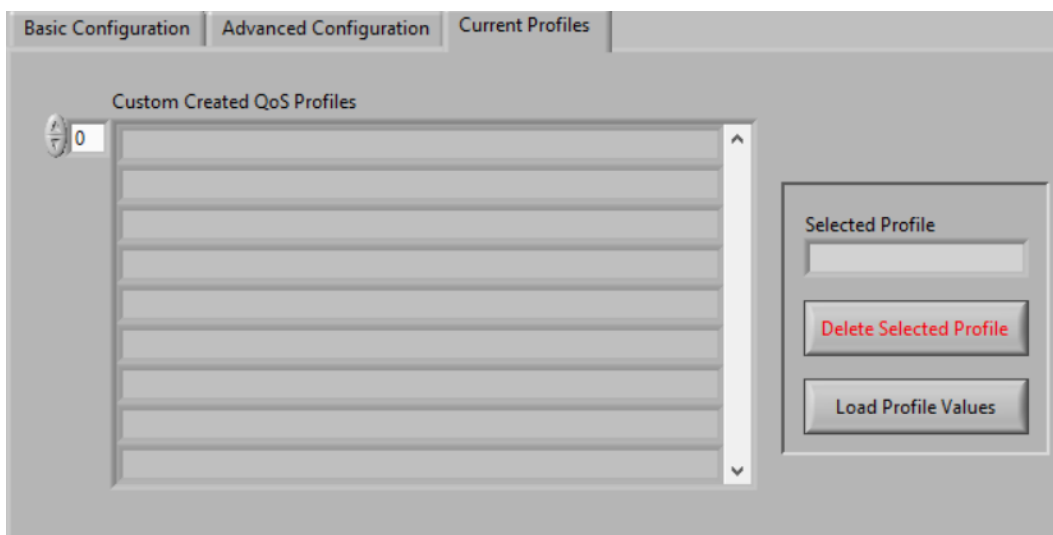 Basic Configuration Advanced Configuration Current Profiles
Custom Created QoS Profiles
0
Selected Profile
Delete Selected Profile
Load Profile Values